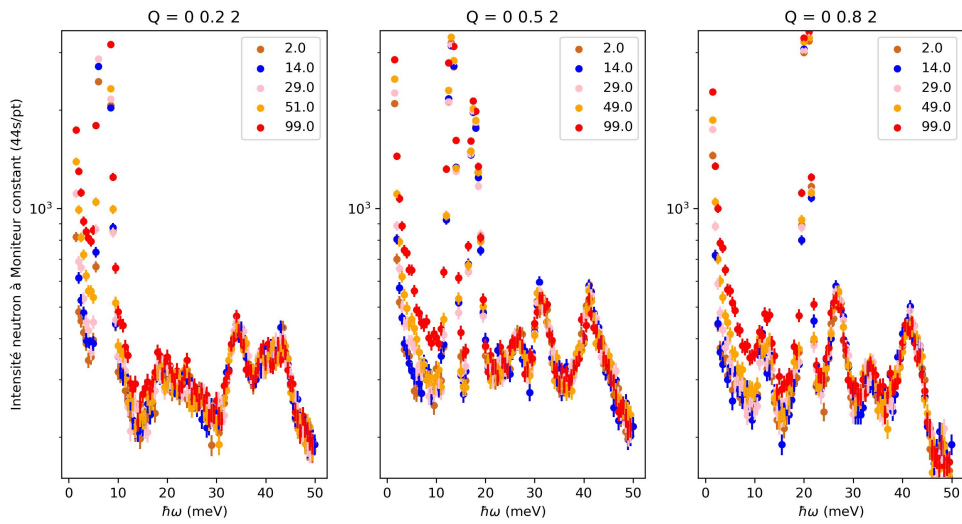 Q = 0 0.2 2
Q = 0 0.5 2
Q = 0 0.8 2
Intensité neutron à Moniteur constant (44s/pt)
10³
2.0
14.0
29.0
51.0
99.0
0 10 20 30 40 50
ħω (meV)
10³
2.0
14.0
29.0
49.0
99.0
0 10 20 30 40 50
ħω (meV)
10³
2.0
14.0
29.0
49.0
99.0
0 10 20 30 40 50
ħω (meV)